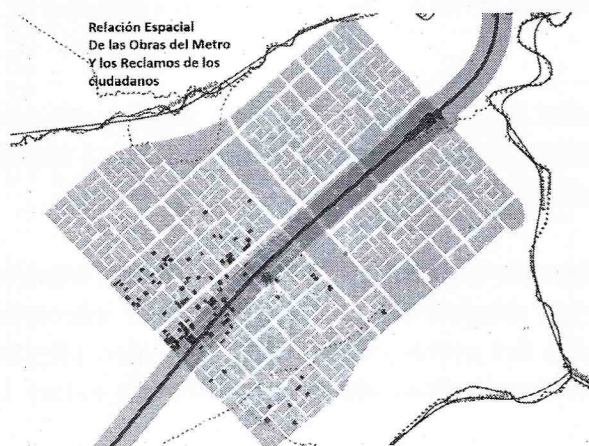 Relación Espacial
De las Obras del Metro
Y los Reclamos de los
ciudadanos